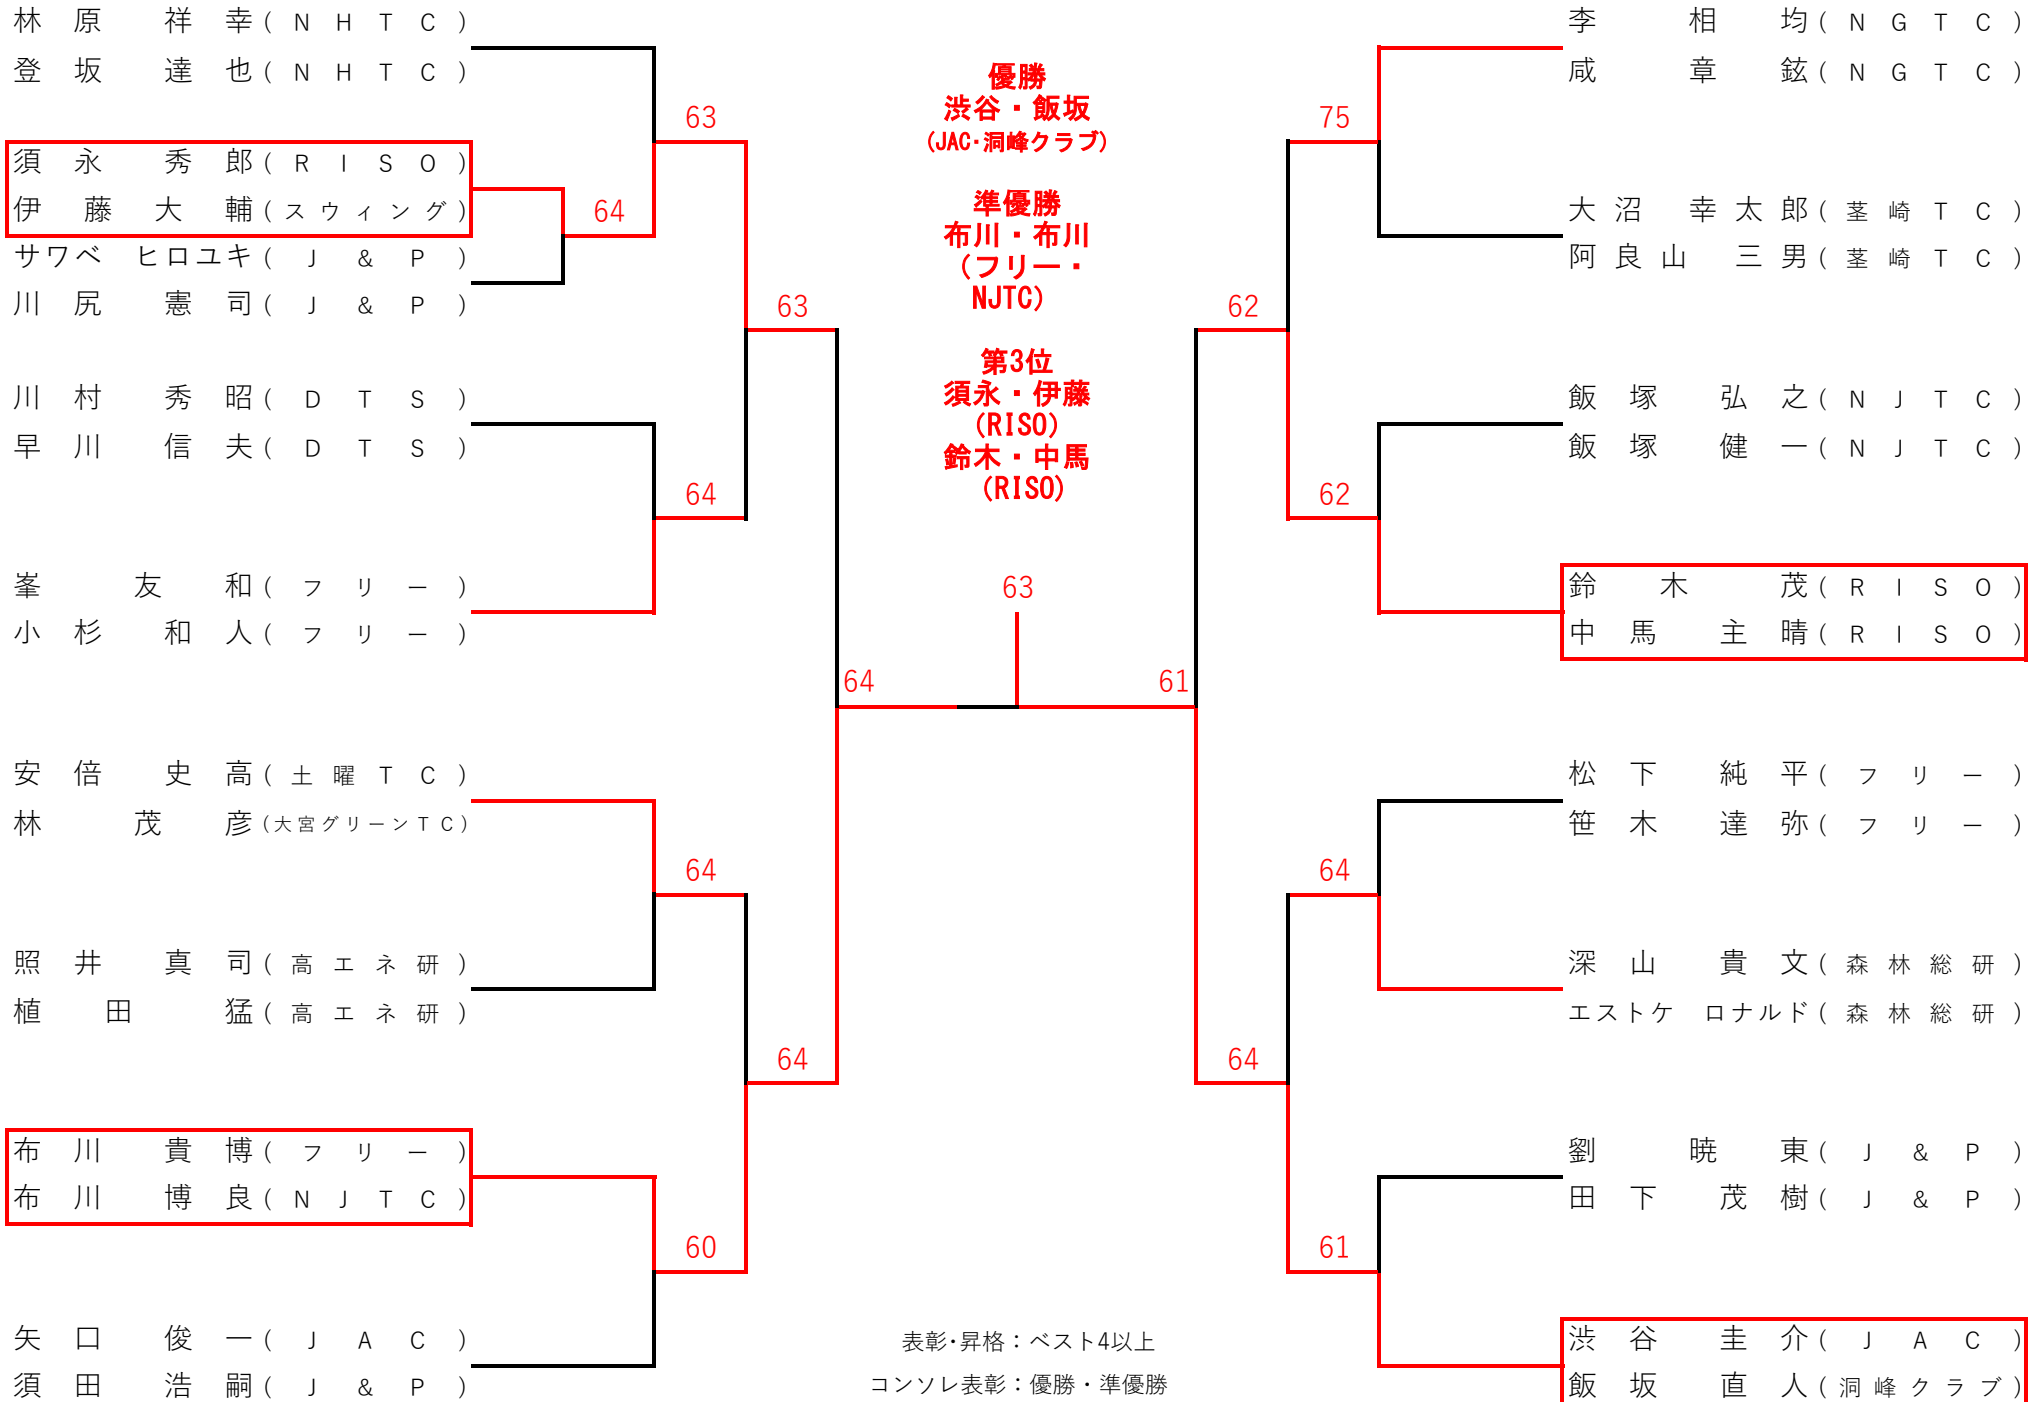 林原 祥幸(NHTC)
登坂 達也(NHTC)
63
須永 秀郎(RISO)
伊藤大輔(スウィング)
64
サワベ ヒロユキ(J&P)
川尻 憲司(J&P)
63
川村 秀昭(DTS)
早川 信夫(DTS)
64
峯 友和(フリー)
小杉 和人(フリー)
64
安倍 史高(土曜TC)
林 茂彦(大宮グリーンTC)
64
照井 真司(高エネ研)
植田 猛(高エネ研)
64
布川 貴博(フリー)
布川 博良(NJTC)
60
矢口 俊一(JAC)
須田 浩嗣(J&P)
優勝
渋谷・飯坂
(JAC・洞峰クラブ)
準優勝
布川・布川
(フリー・
NJTC)
第3位
須永・伊藤
(RISO)
鈴木・中馬
(RISO)
63
表彰・昇格：ベスト4以上
コンソレ表彰：優勝・準優勝
李 相均(NGTC)
咸 章鉉(NGTC)
75
大沼 幸太郎(茎崎TC)
阿良山 三男(茎崎TC)
62
飯塚 弘之(NJTC)
飯塚 健一(NJTC)
62
鈴木 茂(RISO)
中馬 主晴(RISO)
61
松下 純平(フリー)
笹木 達弥(フリー)
64
深山 貴文(森林総研)
エストケ ロナルド(森林総研)
64
劉 暁東(J&P)
田下 茂樹(J&P)
61
渋谷 圭介(JAC)
飯坂 直人(洞峰クラブ)